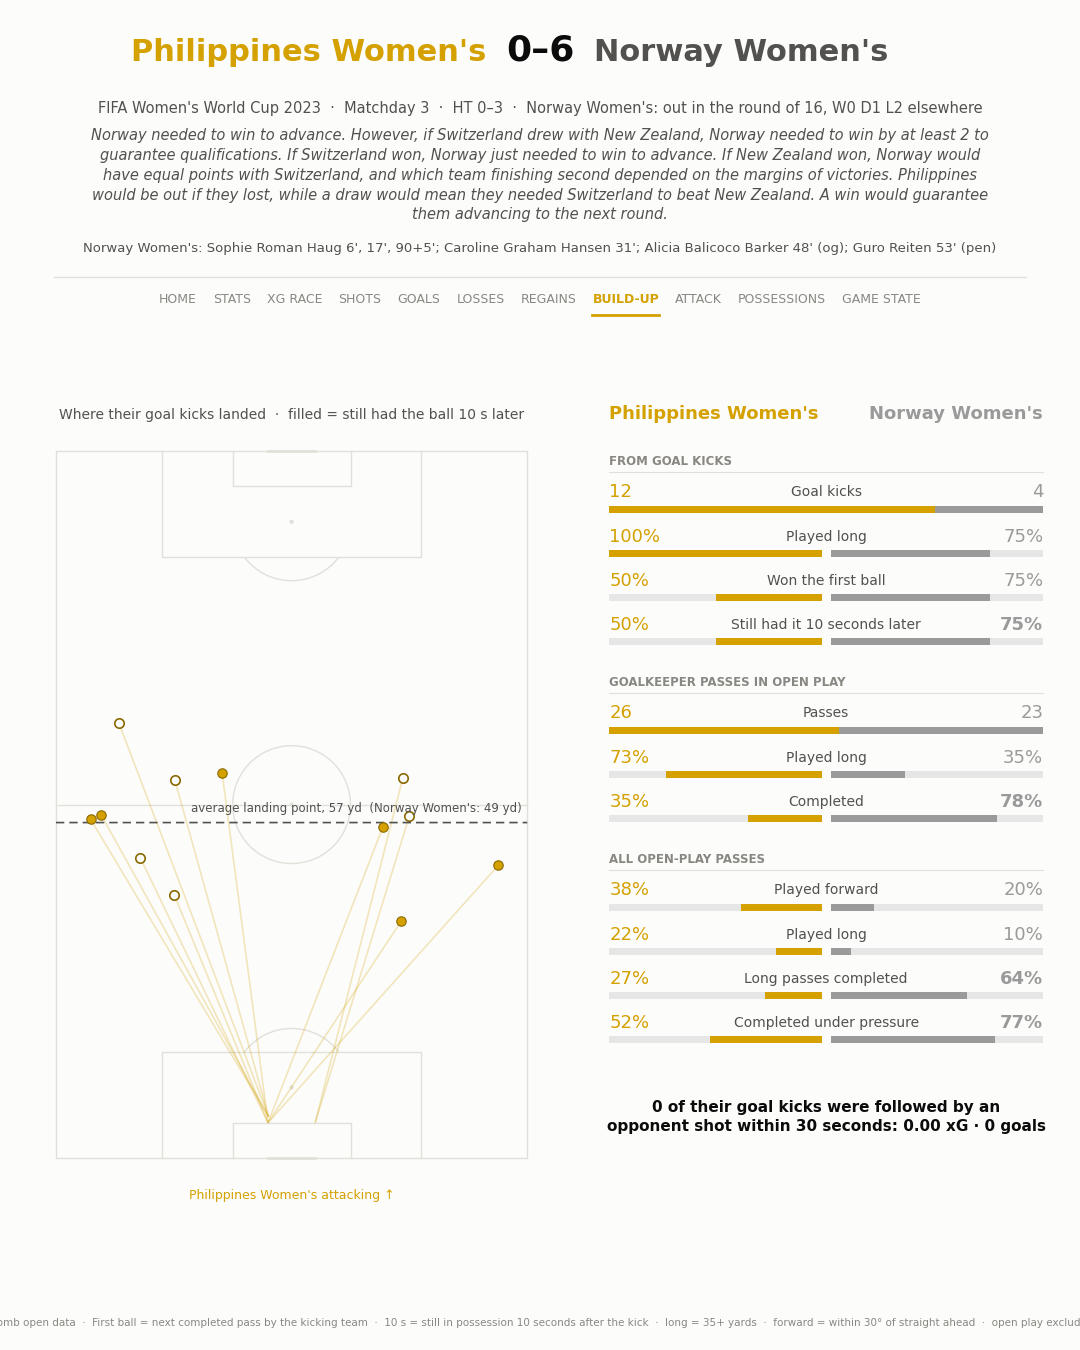 Philippines Women's 0–6 Norway Women's
FIFA Women's World Cup 2023 · Matchday 3 · HT 0–3 · Norway Women's: out in the round of 16, W0 D1 L2 elsewhere
Norway needed to win to advance. However, if Switzerland drew with New Zealand, Norway needed to win by at least 2 to
guarantee qualifications. If Switzerland won, Norway just needed to win to advance. If New Zealand won, Norway would
have equal points with Switzerland, and which team finishing second depended on the margins of victories. Philippines
would be out if they lost, while a draw would mean they needed Switzerland to beat New Zealand. A win would guarantee
them advancing to the next round.
Norway Women's: Sophie Roman Haug 6', 17', 90+5'; Caroline Graham Hansen 31'; Alicia Balicoco Barker 48' (og); Guro Reiten 53' (pen)
HOME STATS XG RACE SHOTS GOALS LOSSES REGAINS BUILD-UP ATTACK POSSESSIONS GAME STATE
Where their goal kicks landed · filled = still had the ball 10 s later
average landing point, 57 yd (Norway Women's: 49 yd)
Philippines Women's attacking ↑
Philippines Women's Norway Women's
FROM GOAL KICKS
12 Goal kicks 4
100% Played long 75%
50% Won the first ball 75%
50% Still had it 10 seconds later 75%
GOALKEEPER PASSES IN OPEN PLAY
26 Passes 23
73% Played long 35%
35% Completed 78%
ALL OPEN-PLAY PASSES
38% Played forward 20%
22% Played long 10%
27% Long passes completed 64%
52% Completed under pressure 77%
0 of their goal kicks were followed by an
opponent shot within 30 seconds: 0.00 xG · 0 goals
omb open data · First ball = next completed pass by the kicking team · 10 s = still in possession 10 seconds after the kick · long = 35+ yards · forward = within 30° of straight ahead · open play exclud